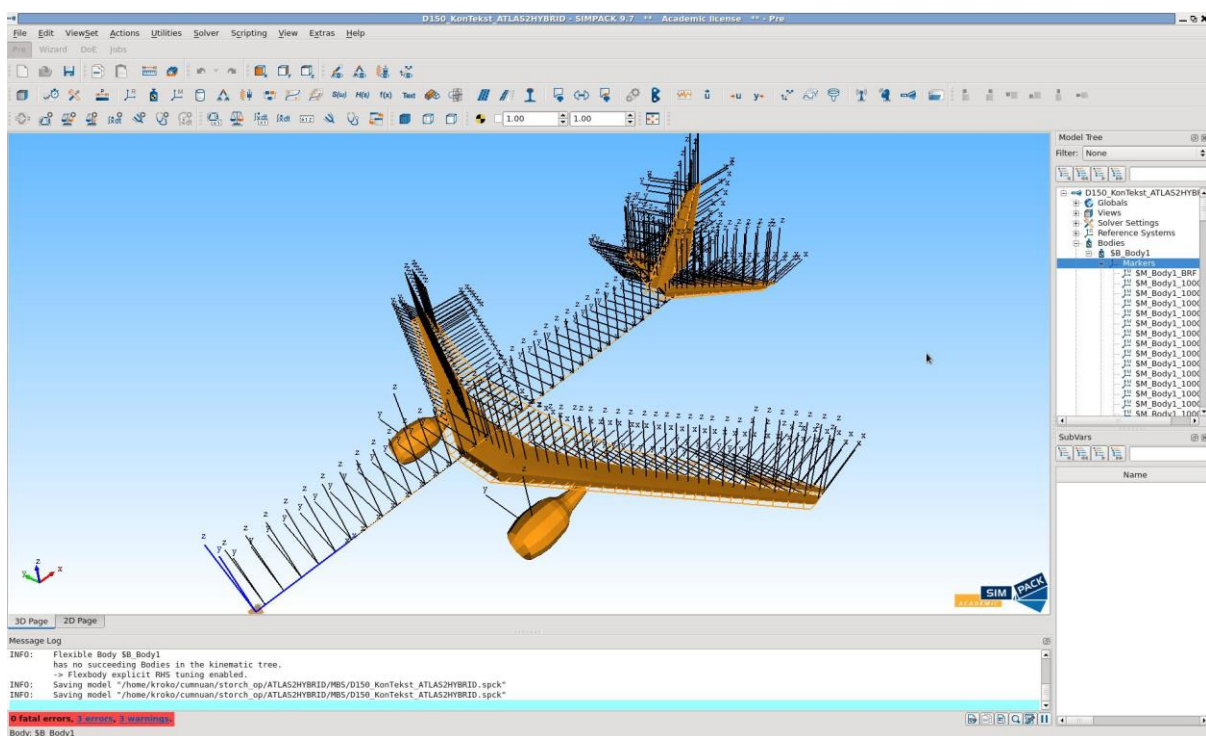 D150_KonTekst_ATLAS2HYBRID - SIMPACK 9.7 ** Academic license ** - Pre
File Edit ViewSet Actions Utilities Solver Scripting View Extras Help
Pre Wizard DoE Jobs
S(u) H(s) f(x) Text
1.00 1.00
Model Tree
Filter: None
D150_KonTekst_ATLAS2HYBR
Globals
Views
Solver Settings
Reference Systems
Bodies
$B_Body1
Markers
$M_Body1_BRF
$M_Body1_1000
$M_Body1_1000
$M_Body1_1000
$M_Body1_1000
$M_Body1_1000
$M_Body1_1000
$M_Body1_1000
$M_Body1_1000
$M_Body1_1000
$M_Body1_1000
$M_Body1_1000
$M_Body1_1000
$M_Body1_1000
$M_Body1_1000
SubVars
Name
SIM PACK
ACADEMIC
3D Page 2D Page
Message Log
INFO: Flexible Body $B_Body1
has no succeeding Bodies in the kinematic tree.
-> Flexbody explicit RHS tuning enabled.
INFO: Saving model "/home/kroko/cumnuan/storch_op/ATLAS2HYBRID/MBS/D150_KonTekst_ATLAS2HYBRID.spck"
INFO: Saving model "/home/kroko/cumnuan/storch_op/ATLAS2HYBRID/MBS/D150_KonTekst_ATLAS2HYBRID.spck"
0 fatal errors, 3 errors, 3 warnings.
Body: $B_Body1